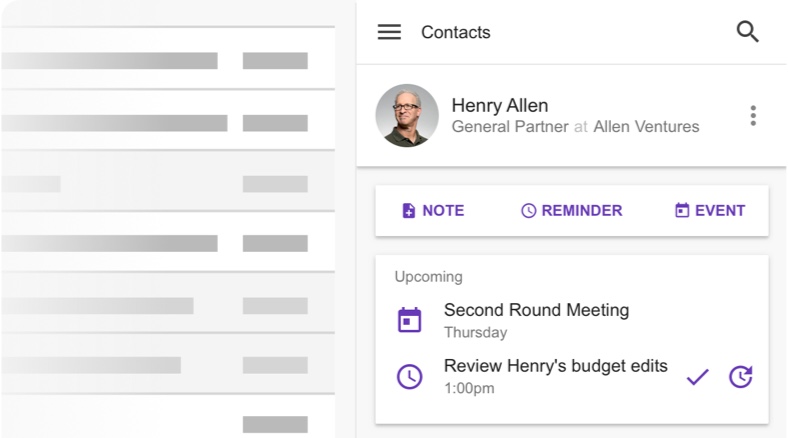 Contacts
Henry Allen
General Partner at Allen Ventures
NOTE REMINDER EVENT
Upcoming
Second Round Meeting
Thursday
Review Henry's budget edits
1:00pm